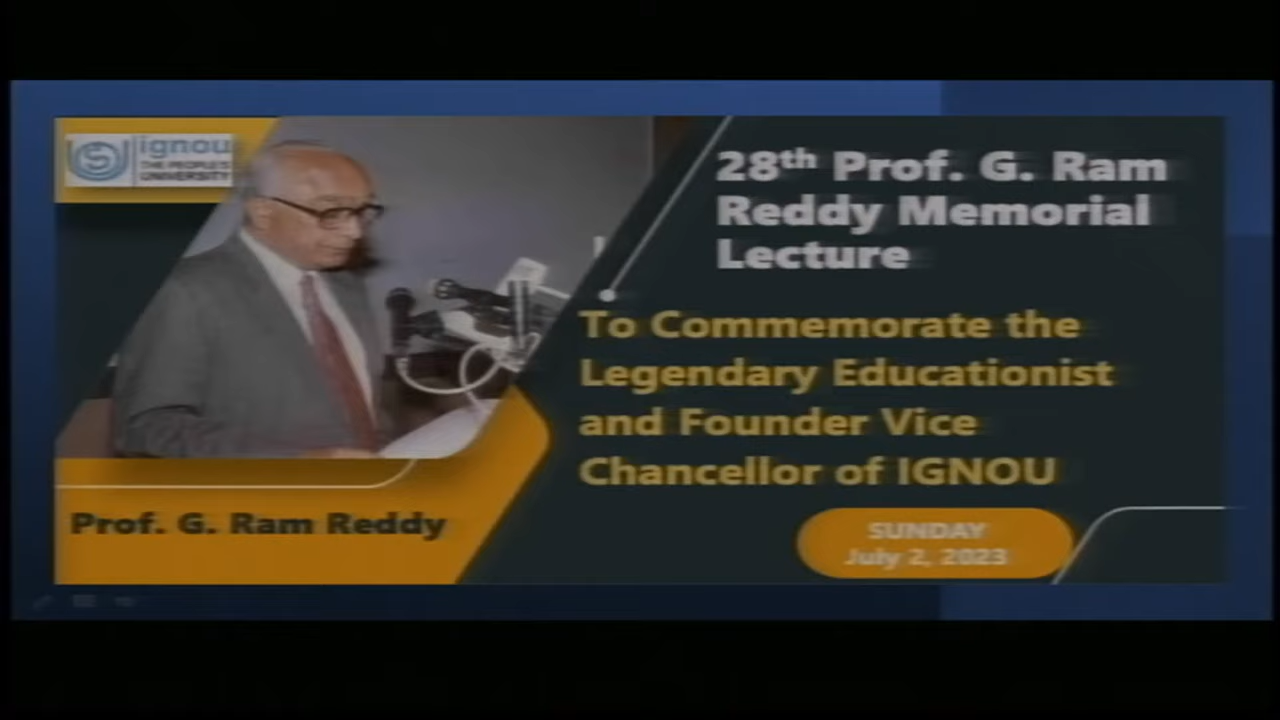 ignou
THE PEOPLE'S
UNIVERSITY
28th Prof. G. Ram
Reddy Memorial
Lecture
To Commemorate the
Legendary Educationist
and Founder Vice
Chancellor of IGNOU
Prof. G. Ram Reddy
SUNDAY
July 2, 2023